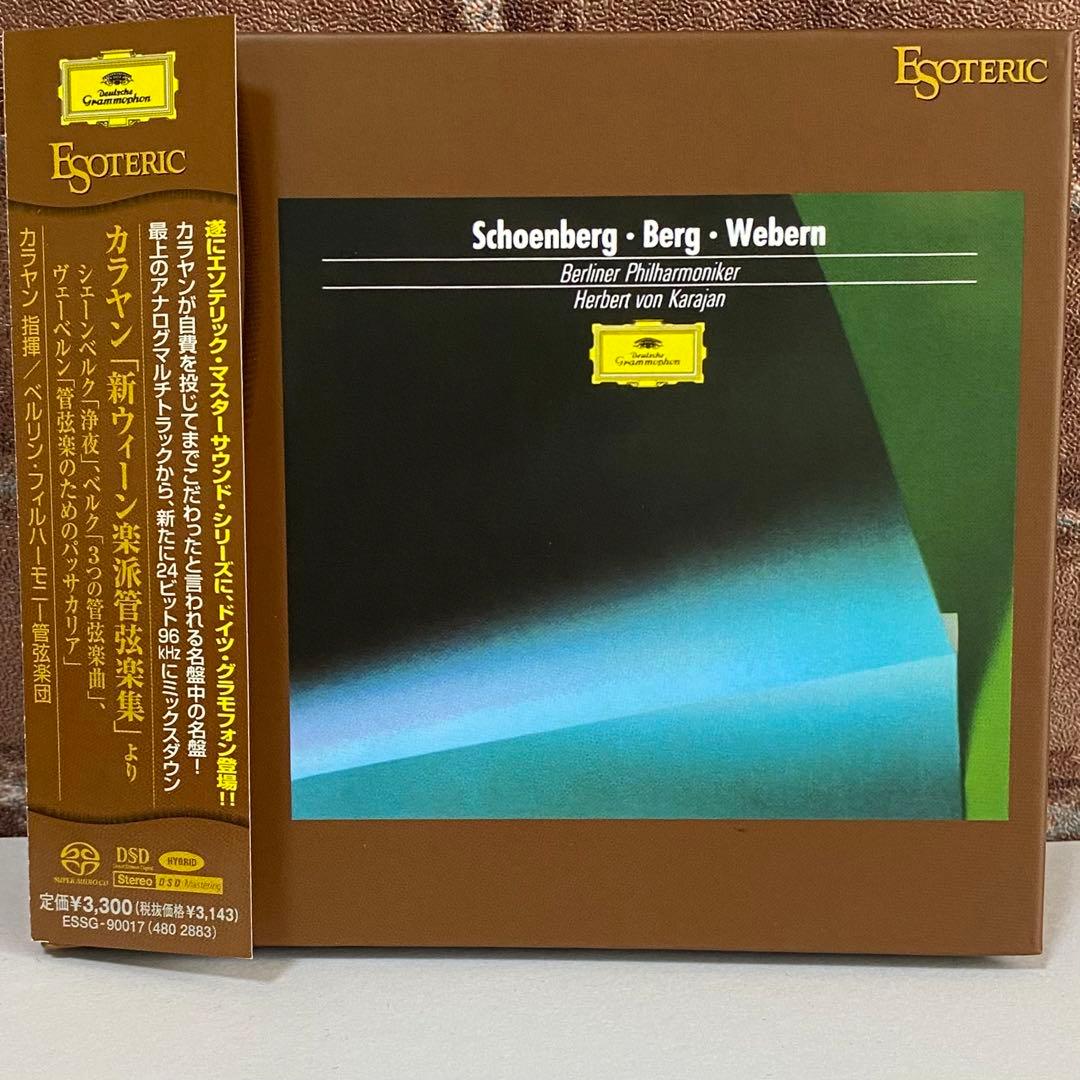 Deutsche
Grammophon
ESOTERIC
遂にエソテリック・マスターサウンド・シリーズに、ドイツ・グラモフォン登場!!
カラヤンが自費を投じてまでこだわったと言われる名盤中の名盤!
最上のアナログマルチトラックから、新たに24ビット96kHzにミックスダウン
カラヤン「新ウィーン楽派管弦楽集」より
シェーンベルク「浄夜」、ベルク「3つの管弦楽曲」、
ヴェーベルン「管弦楽のためのパッサカリア」
カラヤン 指揮/ベルリン・フィルハーモニー管弦楽団
SUPER AUDIO CD
DSD
HYBRID
Stereo
DSD Mastering
定価¥3,300(税抜価格¥3,143)
ESSG-90017 (480 2883)
ESOTERIC
Schoenberg・Berg・Webern
Berliner Philharmoniker
Herbert von Karajan
Deutsche
Grammophon